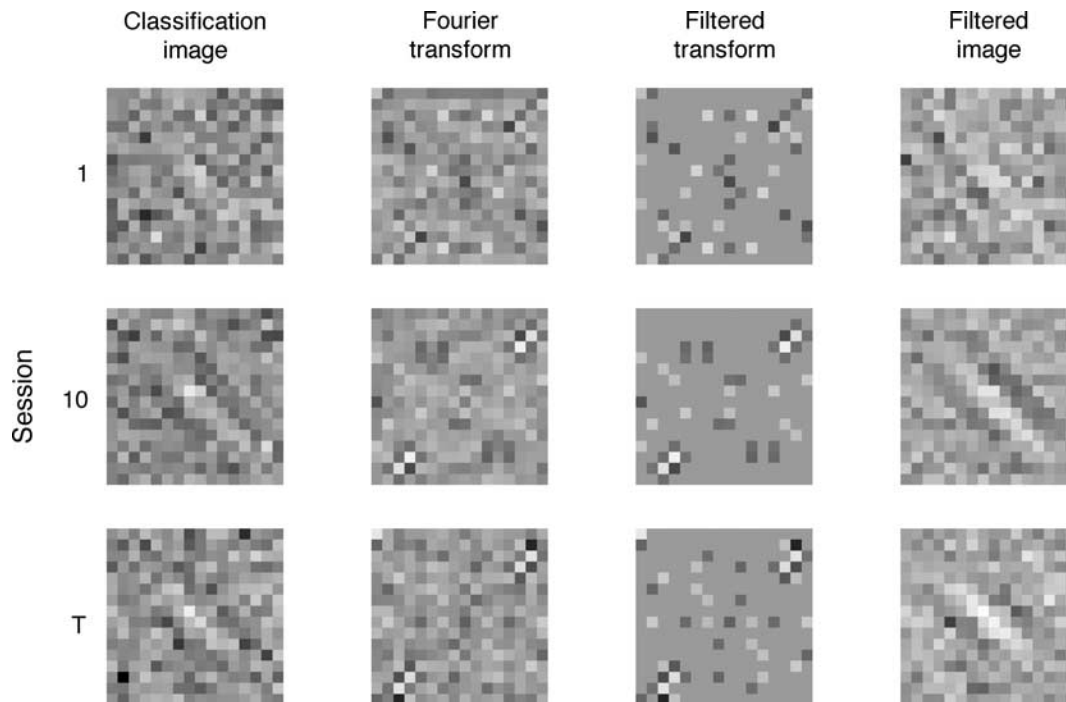 Classification
image
Fourier
transform
Filtered
transform
Filtered
image
1
Session
10
T